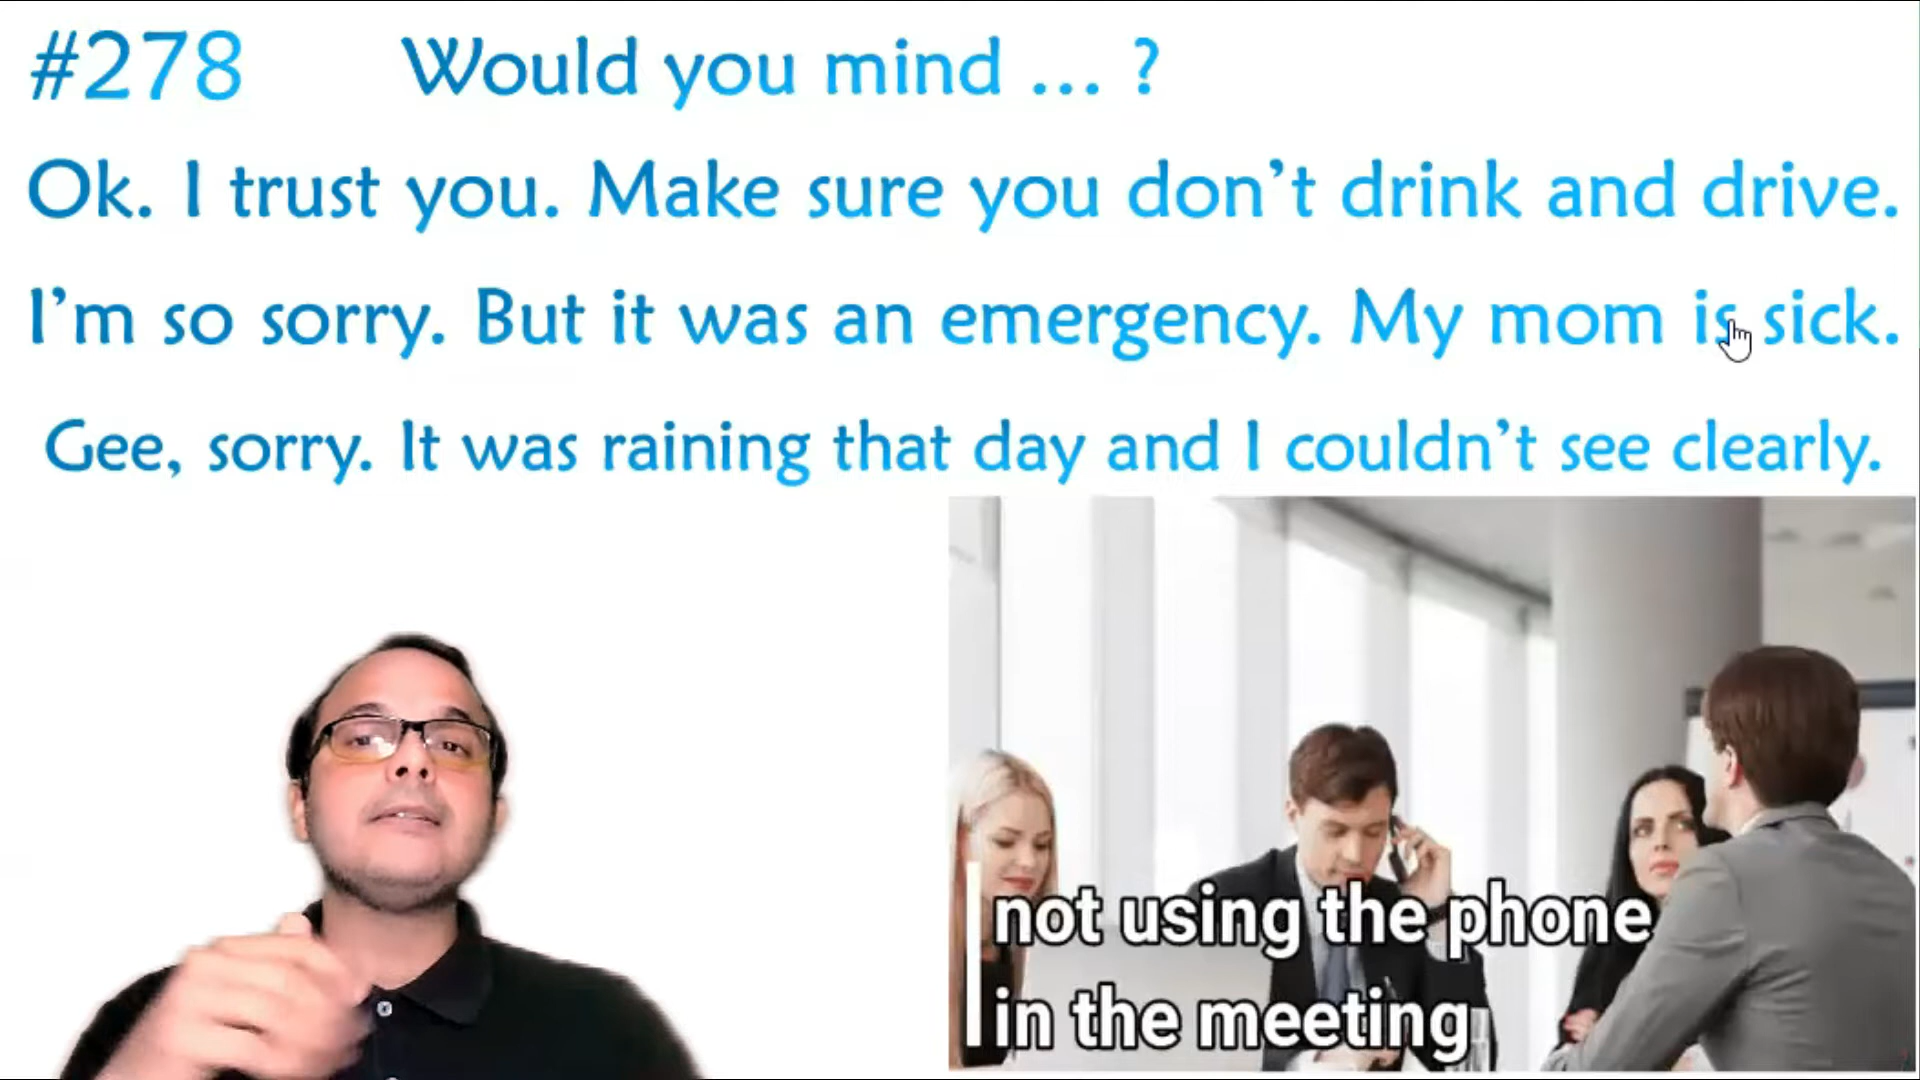 #278 Would you mind ... ?
Ok. I trust you. Make sure you don't drink and drive.
I'm so sorry. But it was an emergency. My mom is sick.
Gee, sorry. It was raining that day and I couldn't see clearly.
not using the phone
in the meeting